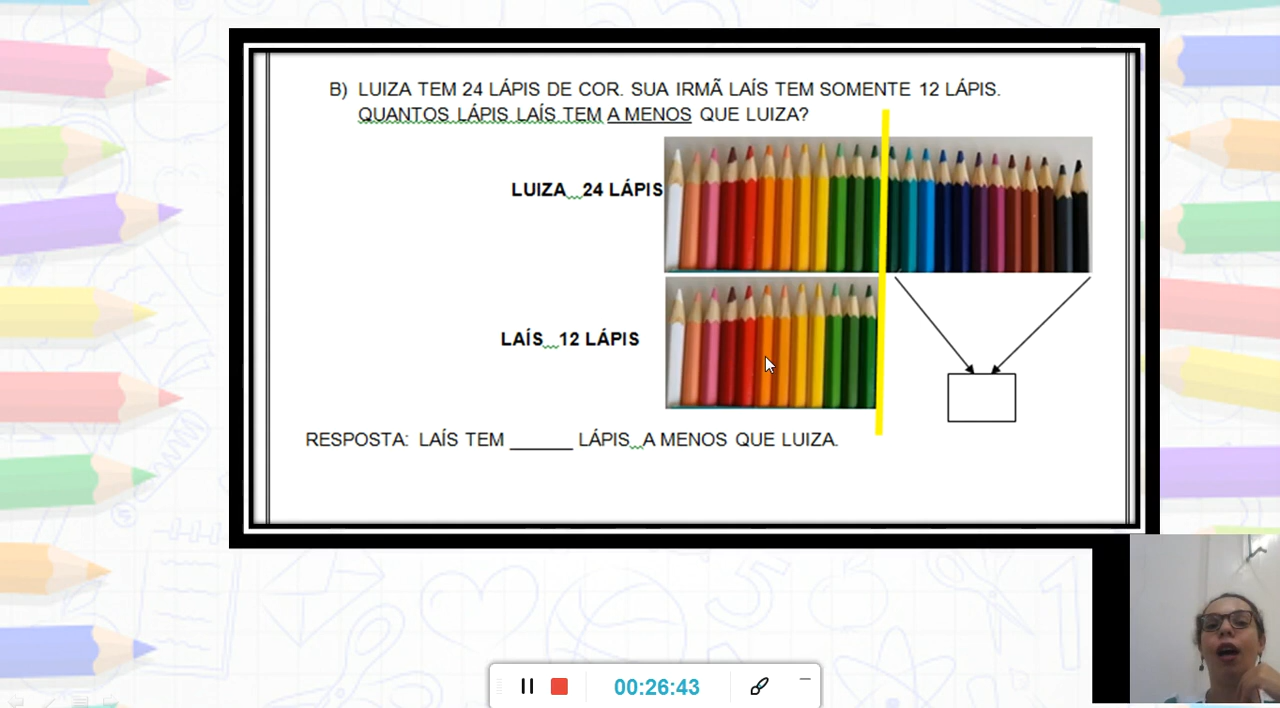 B) LUIZA TEM 24 LÁPIS DE COR. SUA IRMÃ LAÍS TEM SOMENTE 12 LÁPIS.
QUANTOS LÁPIS LAÍS TEM A MENOS QUE LUIZA?
LUIZA 24 LÁPIS
LAÍS 12 LÁPIS
RESPOSTA: LAÍS TEM ______ LÁPIS A MENOS QUE LUIZA.
00:26:43